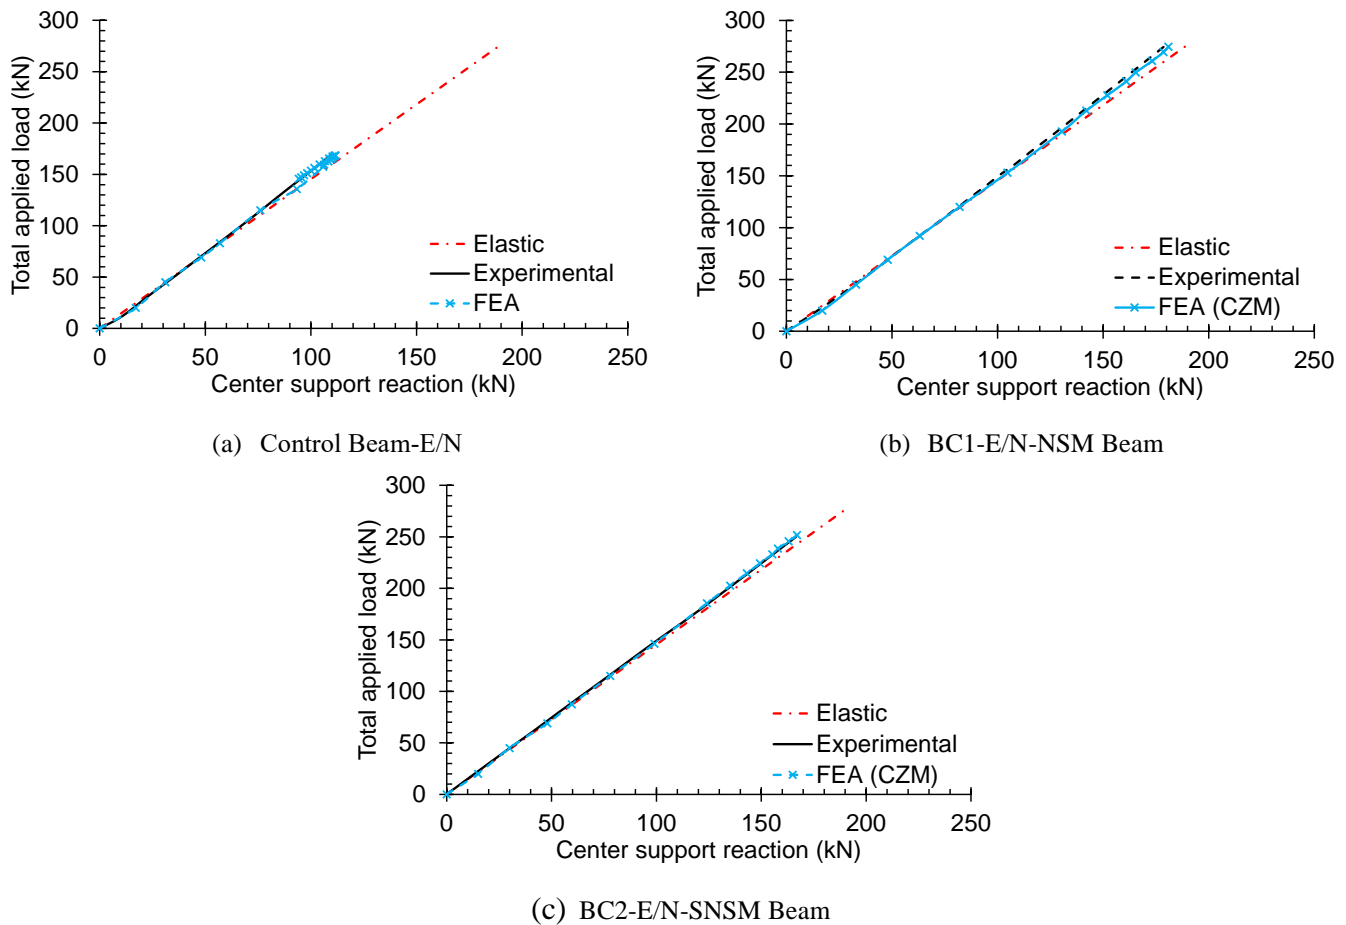 300
250
200
150
100
50
0
Total applied load (kN)
Elastic
Experimental
FEA
0 50 100 150 200 250
Center support reaction (kN)
(a) Control Beam-E/N
300
250
200
150
100
50
0
Total applied load (kN)
Elastic
Experimental
FEA (CZM)
0 50 100 150 200 250
Center support reaction (kN)
(b) BC1-E/N-NSM Beam
300
250
200
150
100
50
0
Total applied load (kN)
Elastic
Experimental
FEA (CZM)
0 50 100 150 200 250
Center support reaction (kN)
(c) BC2-E/N-SNSM Beam